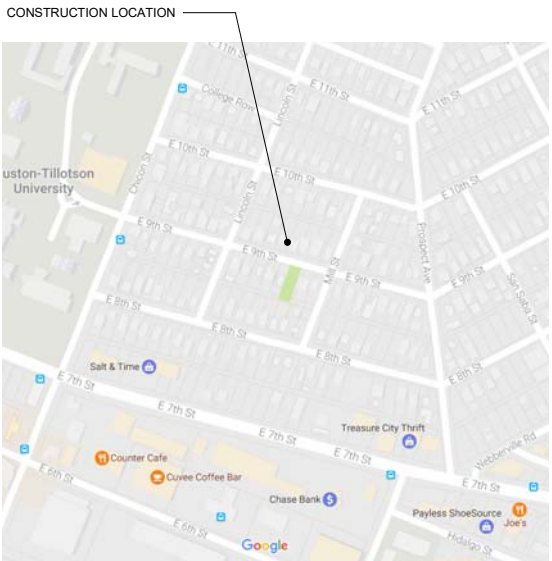 CONSTRUCTION LOCATION
E 11th St
College Row
Lincoln St
E 11th St
E 10th St
E 10th St
uston-Tillotson
University
Chicon St
Lincoln St
E 10th St
E 9th St
E 9th St
E 9th St
Mill St
Prospect Ave
E 9th St
San Saba St
E 8th St
E 8th St
E 8th St
E 8th St
Salt & Time
E 7th St
E 7th St
E 7th St
E 7th St
Treasure City Thrift
Webberville Rd
Counter Cafe
Cuvee Coffee Bar
E 6th St
E 7th St
Chase Bank
Payless ShoeSource
Joe's
E 6th St
Google
Hidalgo St